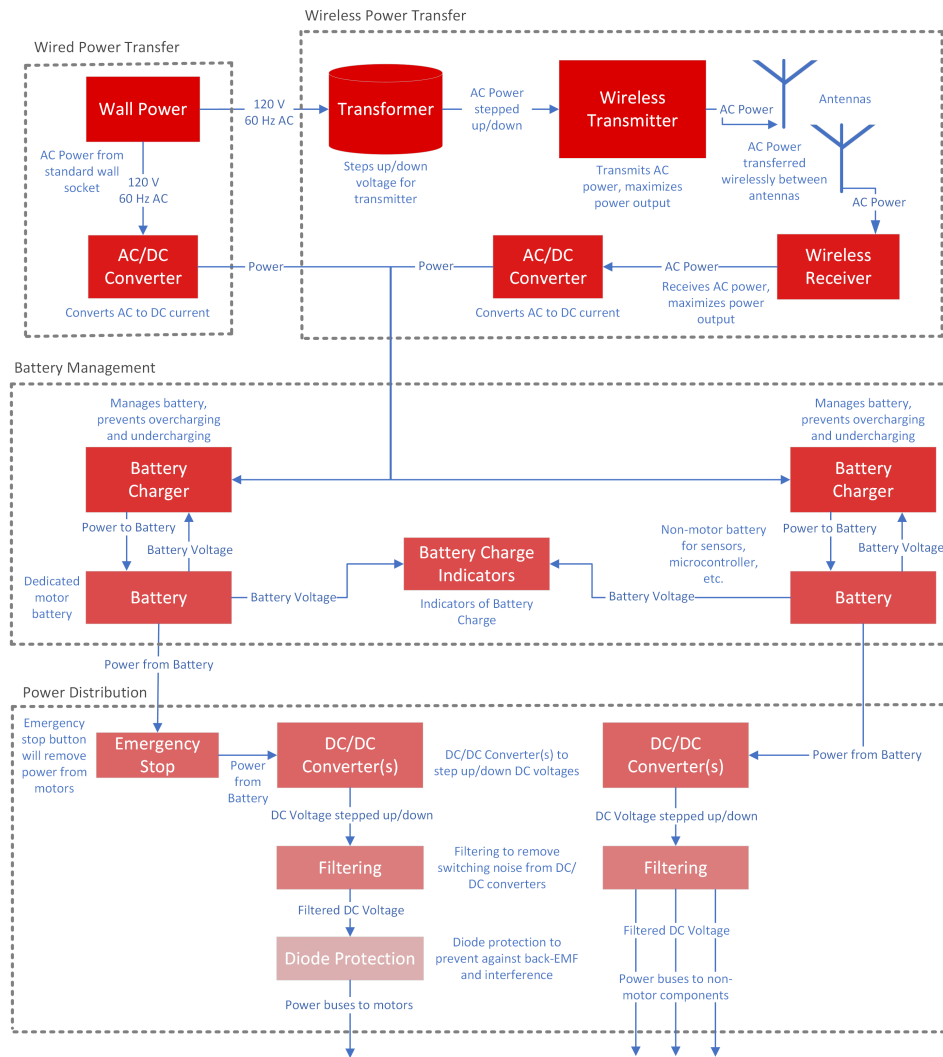 Wireless Power Transfer
Wired Power Transfer
Wall Power
120 V
60 Hz AC
Transformer
AC Power
stepped
up/down
Wireless
Transmitter
AC Power
Antennas
AC Power from
standard wall
socket
120 V
60 Hz AC
Steps up/down
voltage for
transmitter
Transmits AC
power, maximizes
power output
AC Power
transferred
wirelessly between
antennas
AC Power
AC/DC
Converter
Power
Power
AC/DC
Converter
AC Power
Wireless
Receiver
Converts AC to DC current
Converts AC to DC current
Receives AC power,
maximizes power
output
Battery Management
Manages battery,
prevents overcharging
and undercharging
Manages battery,
prevents overcharging
and undercharging
Battery
Charger
Battery
Charger
Power to Battery
Battery Voltage
Non-motor battery
for sensors,
microcontroller,
etc.
Power to Battery
Battery Voltage
Battery Charge
Indicators
Dedicated
motor
battery
Battery
Battery Voltage
Indicators of Battery
Charge
Battery Voltage
Battery
Power from Battery
Power Distribution
Emergency
stop button
will remove
power from
motors
Emergency
Stop
Power
from
Battery
DC/DC
Converter(s)
DC/DC Converter(s) to
step up/down DC voltages
DC/DC
Converter(s)
Power from Battery
DC Voltage stepped up/down
DC Voltage stepped up/down
Filtering
Filtering to remove
switching noise from DC/
DC converters
Filtering
Filtered DC Voltage
Filtered DC Voltage
Diode Protection
Diode protection to
prevent against back-EMF
and interference
Power buses to motors
Power buses to non-
motor components